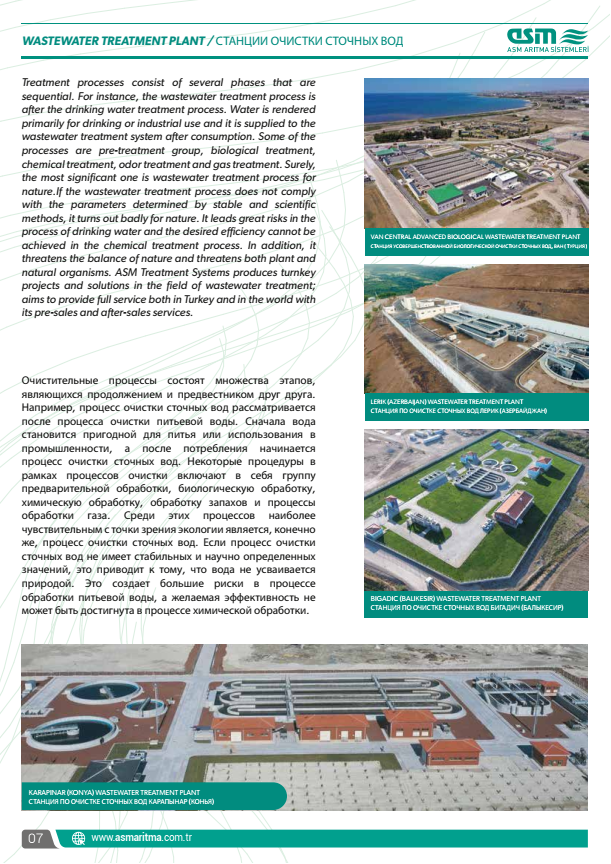 WASTEWATER TREATMENT PLANT / СТАНЦИИ ОЧИСТКИ СТОЧНЫХ ВОД
asm
ASM ARITMA SİSTEMLERİ
Treatment processes consist of several phases that are
sequential. For instance, the wastewater treatment process is
after the drinking water treatment process. Water is rendered
primarily for drinking or industrial use and it is supplied to the
wastewater treatment system after consumption. Some of the
processes are pre-treatment group, biological treatment,
chemical treatment, odor treatment and gas treatment. Surely,
the most significant one is wastewater treatment process for
nature.If the wastewater treatment process does not comply
with the parameters determined by stable and scientific
methods, it turns out badly for nature. It leads great risks in the
process of drinking water and the desired efficiency cannot be
achieved in the chemical treatment process. In addition, it
threatens the balance of nature and threatens both plant and
natural organisms. ASM Treatment Systems produces turnkey
projects and solutions in the field of wastewater treatment;
aims to provide full service both in Turkey and in the world with
its pre-sales and after-sales services.
Очистительные процессы состоят множества этапов,
являющихся продолжением и предвестником друг друга.
Например, процесс очистки сточных вод рассматривается
после процесса очистки питьевой воды. Сначала вода
становится пригодной для питья или использования в
промышленности, а после потребления начинается
процесс очистки сточных вод. Некоторые процедуры в
рамках процессов очистки включают в себя группу
предварительной обработки, биологическую обработку,
химическую обработку, обработку запахов и процессы
обработки газа. Среди этих процессов наиболее
чувствительным с точки зрения экологии является, конечно
же, процесс очистки сточных вод. Если процесс очистки
сточных вод не имеет стабильных и научно определенных
значений, это приводит к тому, что вода не усваивается
природой. Это создает большие риски в процессе
обработки питьевой воды, а желаемая эффективность не
может быть достигнута в процессе химической обработки.
VAN CENTRAL ADVANCED BIOLOGICAL WASTEWATER TREATMENT PLANT
СТАНЦИЯ УСОВЕРШЕНСТВОВАННОЙ БИОЛОГИЧЕСКОЙ ОЧИСТКИ СТОЧНЫХ ВОД, ВАН ( ТУРЦИЯ )
LERIK (AZERBAIJAN) WASTEWATER TREATMENT PLANT
СТАНЦИЯ ПО ОЧИСТКЕ СТОЧНЫХ ВОД ЛЕРИК (АЗЕРБАЙДЖАН)
BIGADIC (BALIKESIR) WASTEWATER TREATMENT PLANT
СТАНЦИЯ ПО ОЧИСТКЕ СТОЧНЫХ ВОД БИГАДИЧ (БАЛЫКЕСИР)
KARAPINAR (KONYA) WASTEWATER TREATMENT PLANT
СТАНЦИЯ ПО ОЧИСТКЕ СТОЧНЫХ ВОД КАРАПЫНАР (КОНЬЯ)
07
www.asmaritma.com.tr